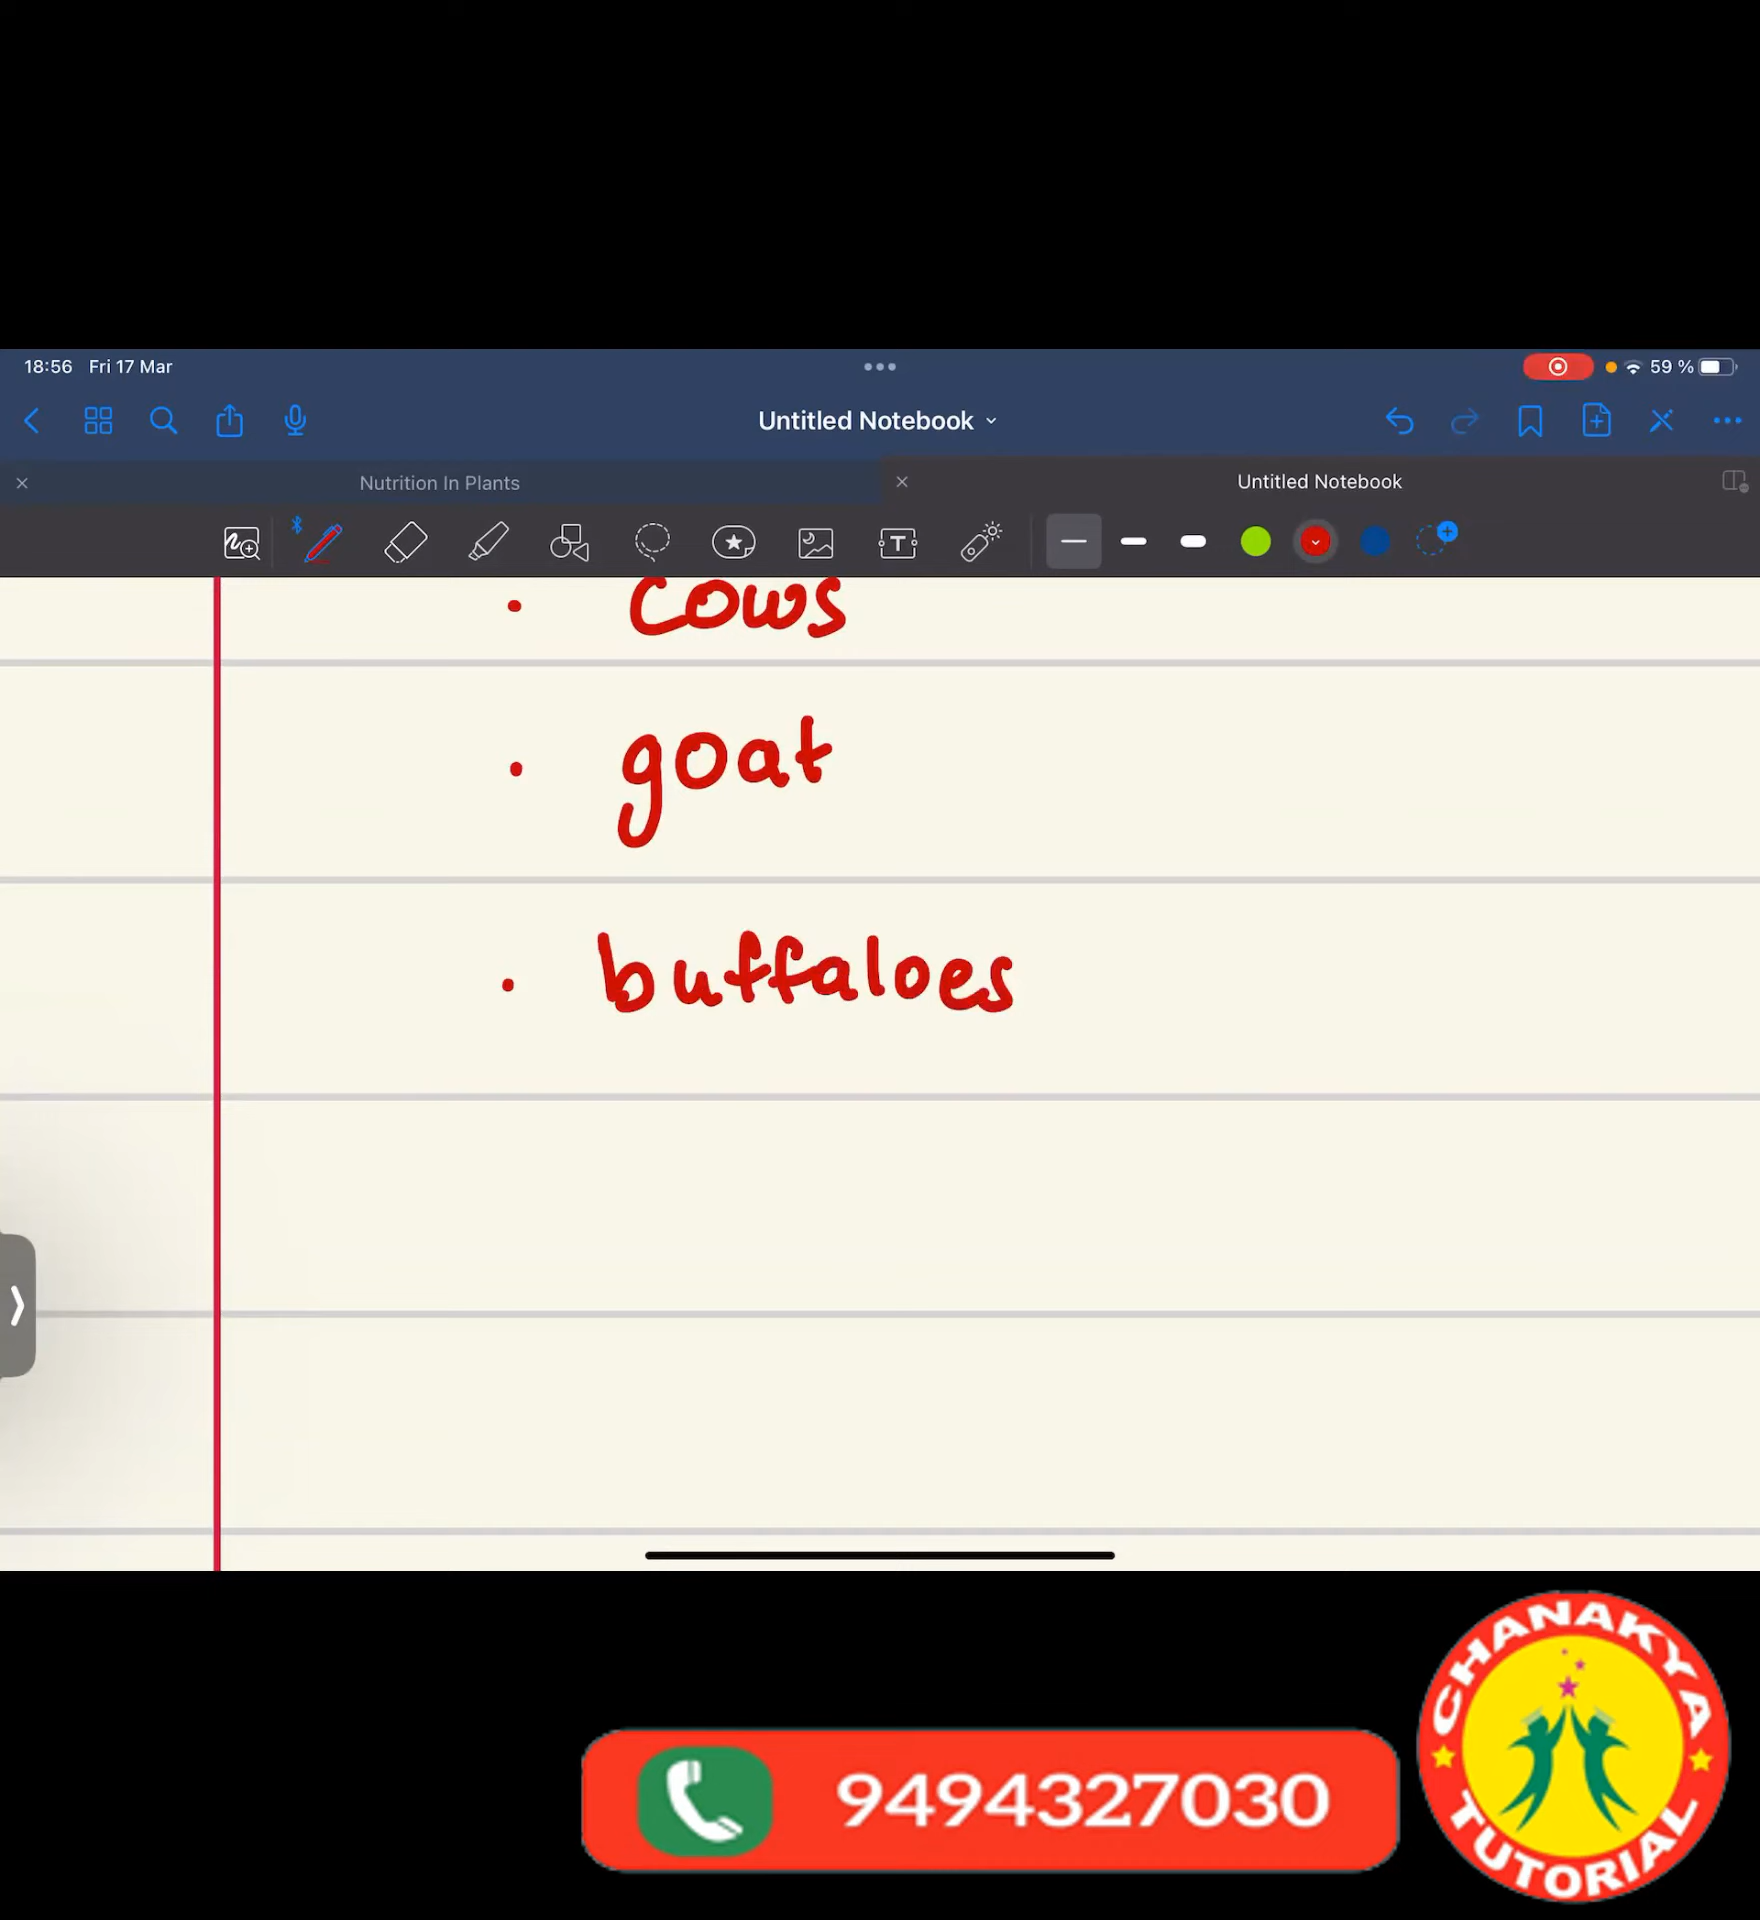 18:56 Fri 17 Mar
59 %
Untitled Notebook
Nutrition In Plants
Untitled Notebook
T
· Cows
· goat
· buffaloes
9494327030
CHANAKYA
TUTORIAL